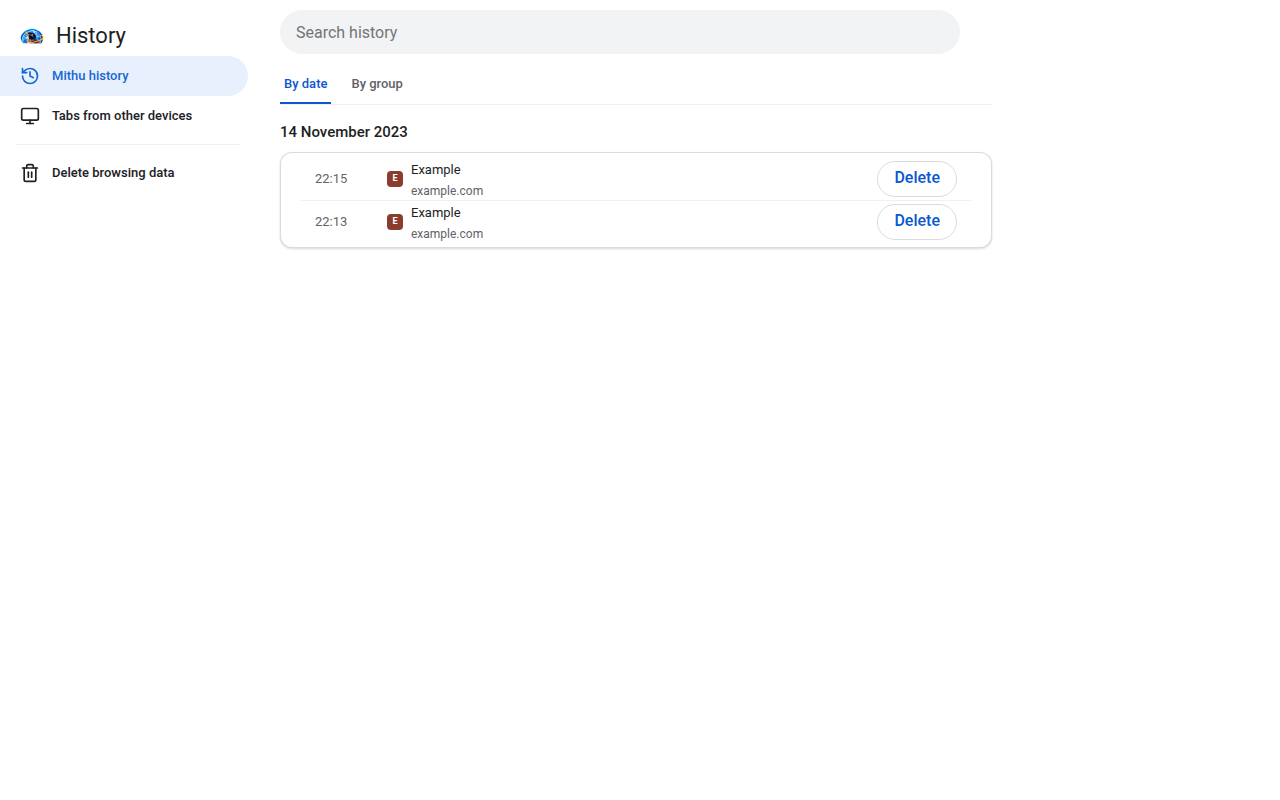 History
Mithu history
Tabs from other devices
Delete browsing data
Search history
By date By group
14 November 2023
22:15 E Example Delete
example.com
22:13 E Example Delete
example.com